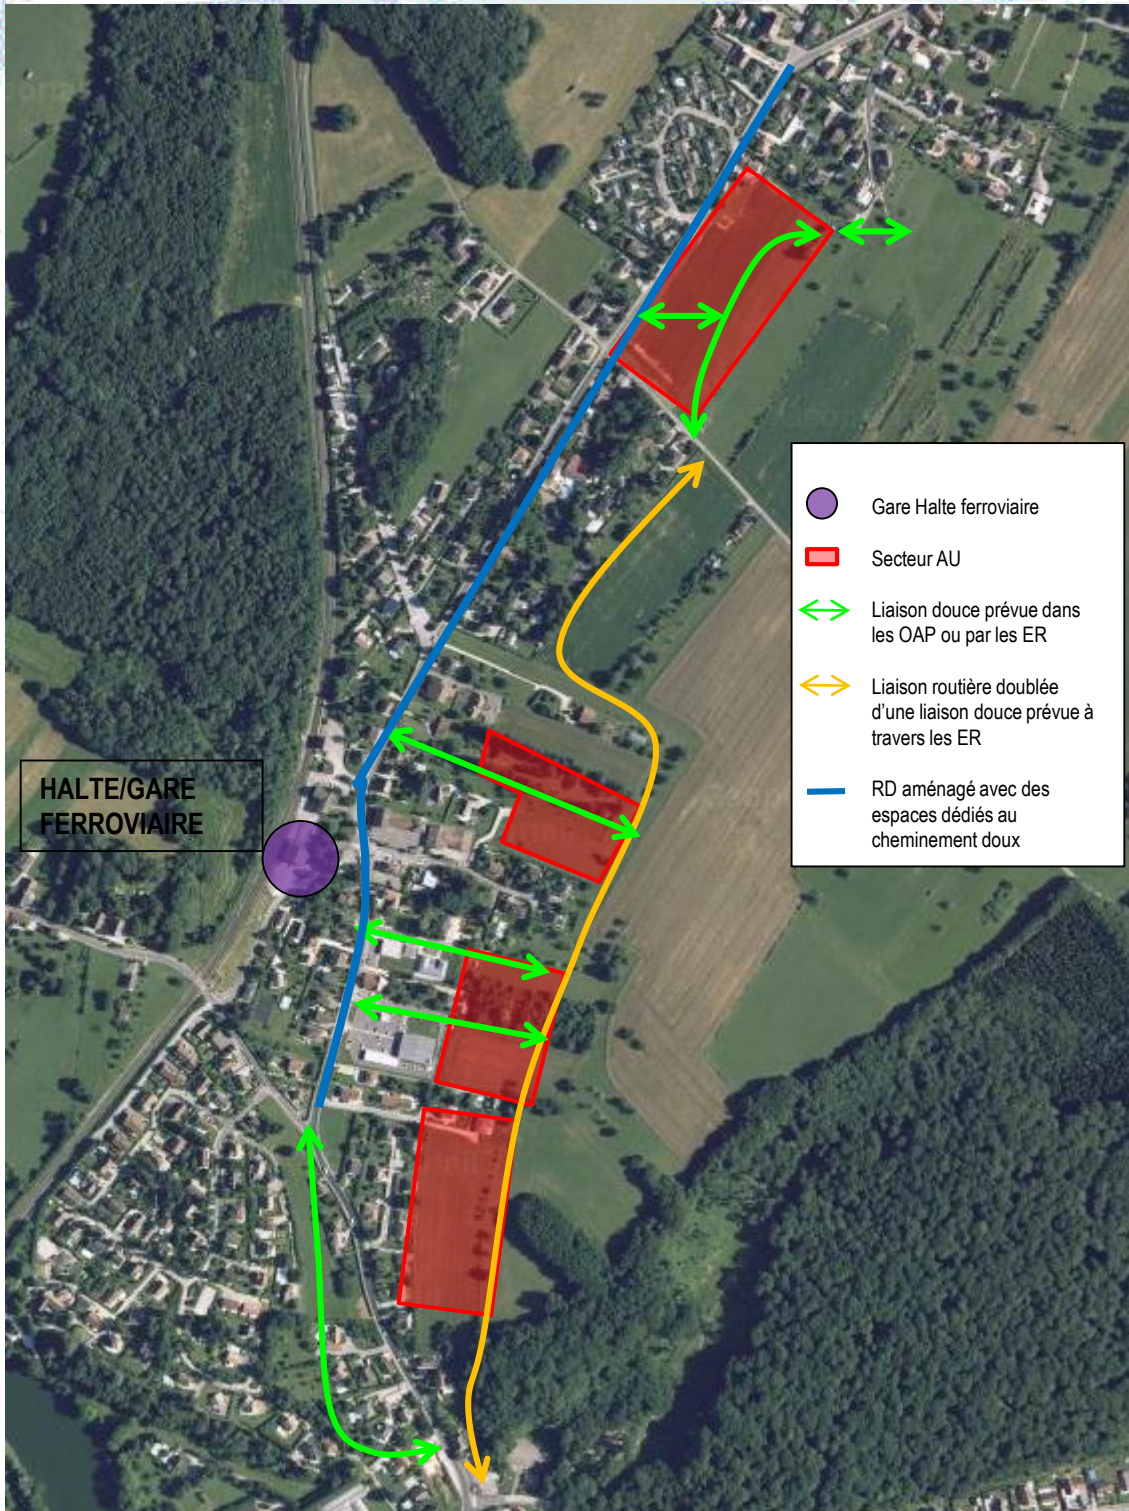 HALTE/GARE
FERROVIAIRE
Gare Halte ferroviaire
Secteur AU
Liaison douce prévue dans
les OAP ou par les ER
Liaison routière doublée
d’une liaison douce prévue à
travers les ER
RD aménagé avec des
espaces dédiés au
cheminement doux